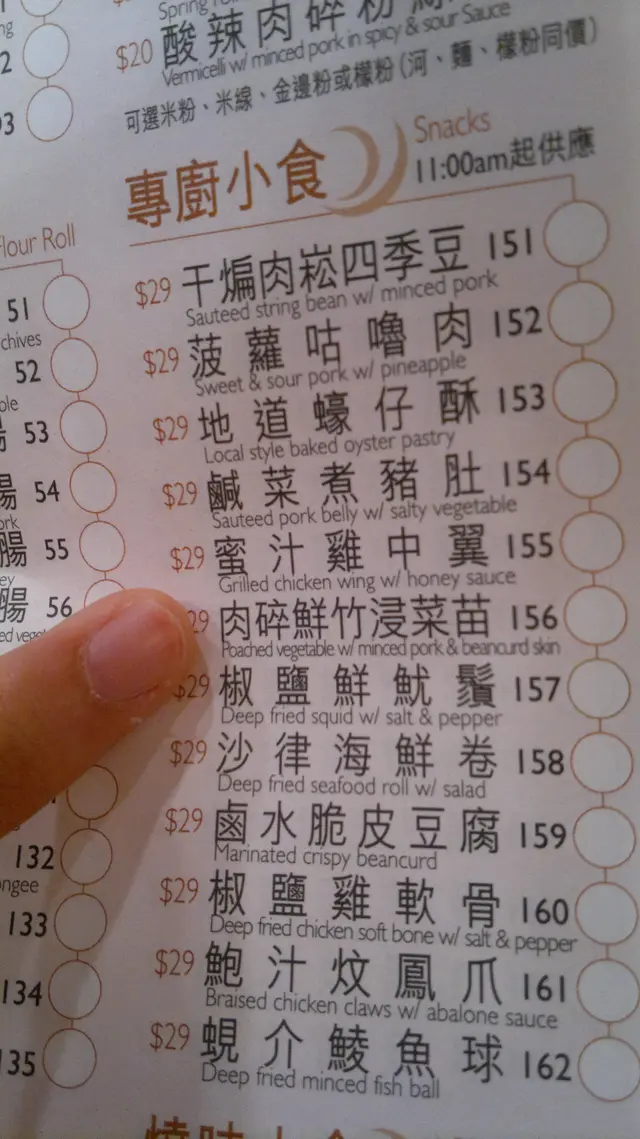 $20 酸辣肉碎粉
Vermicelli w/ minced pork in spicy & sour Sauce
可選米粉、米線、金邊粉或檬粉(河、麵、檬粉同價)
專廚小食
Snacks
11:00am起供應
$29 干煸肉崧四季豆 151
Sauteed string bean w/ minced pork
$29 菠蘿咕嚕肉 152
Sweet & sour pork w/ pineapple
$29 地道蠔仔酥 153
Local style baked oyster pastry
$29 鹹菜煮豬肚 154
Sauteed pork belly w/ salty vegetable
$29 蜜汁雞中翼 155
Grilled chicken wing w/ honey sauce
29 肉碎鮮竹浸菜苗 156
Poached vegetable w/ minced pork & beancurd skin
$29 椒鹽鮮魷鬚 157
Deep fried squid w/ salt & pepper
$29 沙律海鮮卷 158
Deep fried seafood roll w/ salad
$29 鹵水脆皮豆腐 159
Marinated crispy beancurd
$29 椒鹽雞軟骨 160
Deep fried chicken soft bone w/ salt & pepper
$29 鮑汁炆鳳爪 161
Braised chicken claws w/ abalone sauce
$29 蜆介鯪魚球 162
Deep fried minced fish ball
Flour Roll
51
chives
52
53
腸 54
腸 55
腸 56
132
133
134
135